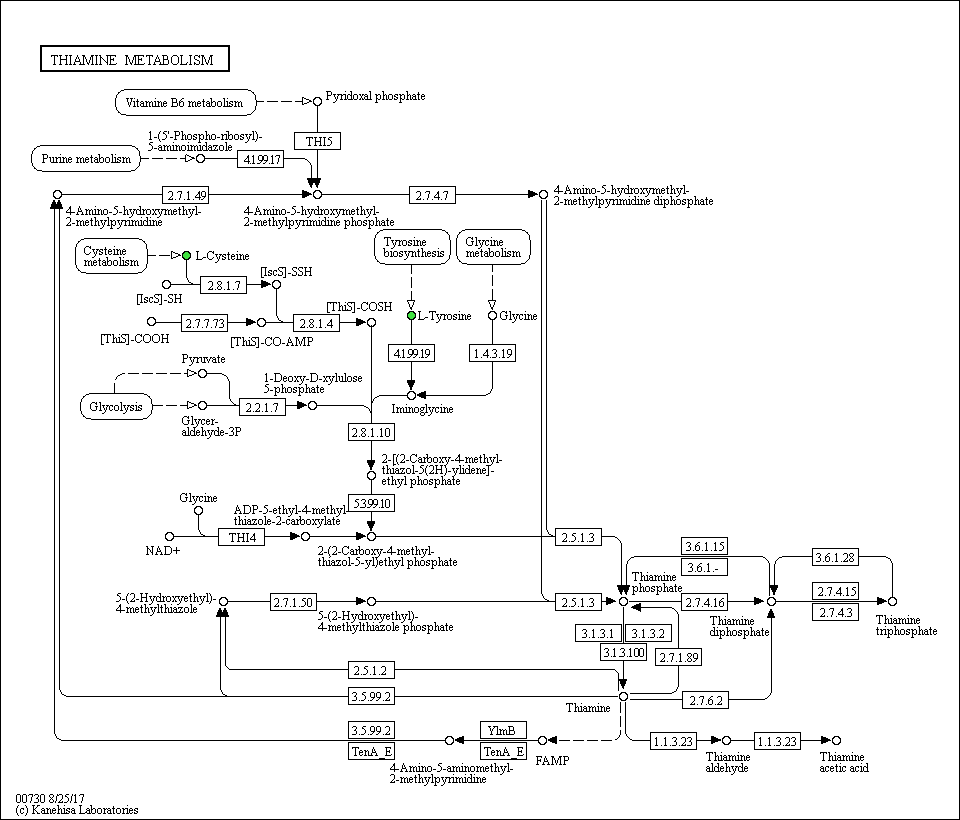 THIAMINE METABOLISM
Vitamine B6 metabolism
Pyridoxal phosphate
1-(5'-Phospho-ribosyl)-
5-aminoimidazole
THI5
Purine metabolism
4.1.99.17
2.7.1.49
2.7.4.7
4-Amino-5-hydroxymethyl-
2-methylpyrimidine diphosphate
4-Amino-5-hydroxymethyl-
2-methylpyrimidine
4-Amino-5-hydroxymethyl-
2-methylpyrimidine phosphate
Cysteine
metabolism
L-Cysteine
Tyrosine
biosynthesis
Glycine
metabolism
[IscS]-SSH
2.8.1.7
[IscS]-SH
[ThiS]-COSH
2.7.7.73
2.8.1.4
L-Tyrosine
Glycine
[ThiS]-COOH
[ThiS]-CO-AMP
4.1.99.19
1.4.3.19
Pyruvate
1-Deoxy-D-xylulose
5-phosphate
Glycolysis
2.2.1.7
Iminoglycine
Glycer-
aldehyde-3P
2.8.1.10
2-[(2-Carboxy-4-methyl-
thiazol-5(2H)-ylidene]-
ethyl phosphate
Glycine
5.3.99.10
ADP-5-ethyl-4-methyl-
thiazole-2-carboxylate
THI4
2.5.1.3
NAD+
2-(2-Carboxy-4-methyl-
thiazol-5-yl)ethyl phosphate
3.6.1.15
3.6.1.-
3.6.1.28
Thiamine
phosphate
5-(2-Hydroxyethyl)-
4-methylthiazole
2.7.1.50
2.5.1.3
2.7.4.16
2.7.4.15
2.7.4.3
5-(2-Hydroxyethyl)-
4-methylthiazole phosphate
Thiamine
diphosphate
Thiamine
triphosphate
3.1.3.1
3.1.3.2
3.1.3.100
2.7.1.89
2.5.1.2
3.5.99.2
2.7.6.2
Thiamine
3.5.99.2
TenA_E
YlmB
TenA_E
1.1.3.23
1.1.3.23
4-Amino-5-aminomethyl-
2-methylpyrimidine
FAMP
Thiamine
aldehyde
Thiamine
acetic acid
00730 8/25/17
(c) Kanehisa Laboratories